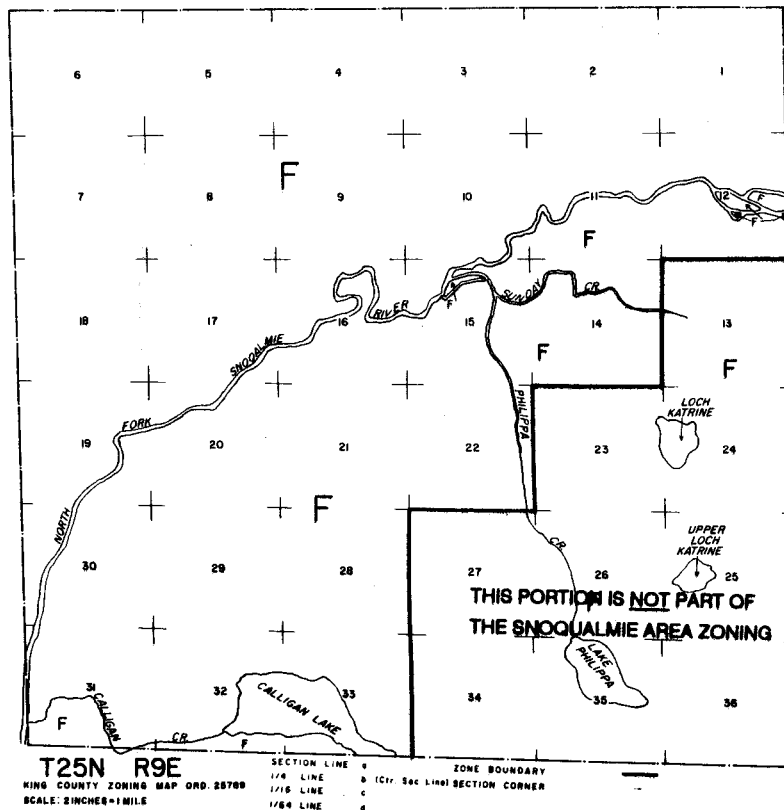 6 5 4 3 2 1
F
7 8 9 10 11 12 F
F
F
18 17 16 RIVER F 15 SUNDAY CR. 14 13
SNOQALMIE
F
F
PHILIPPA
LOCH
KATRINE
FORK
19 20 21 22 23 24
NORTH
F
CR.
UPPER
LOCH
KATRINE
30 29 28 27 26 25
THIS PORTION IS NOT PART OF
THE SNOQUALMIE AREA ZONING
LAKE
PHILIPPA
31 32 33 34 35 36
CALLIGAN
CALLIGAN LAKE
F
CR.
F
T25N R9E
KING COUNTY ZONING MAP ORD. 25789
SCALE: 2 INCHES = 1 MILE
SECTION LINE a
1/4 LINE b (Ctr. Sec Line)
1/16 LINE c
1/64 LINE d
ZONE BOUNDARY
SECTION CORNER